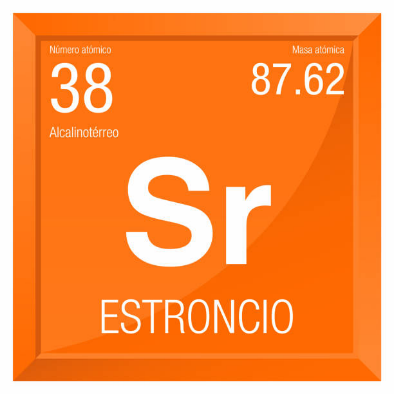 Número atómico
Masa atómica
38
87.62
Alcalinotérreo
Sr
ESTRONCIO